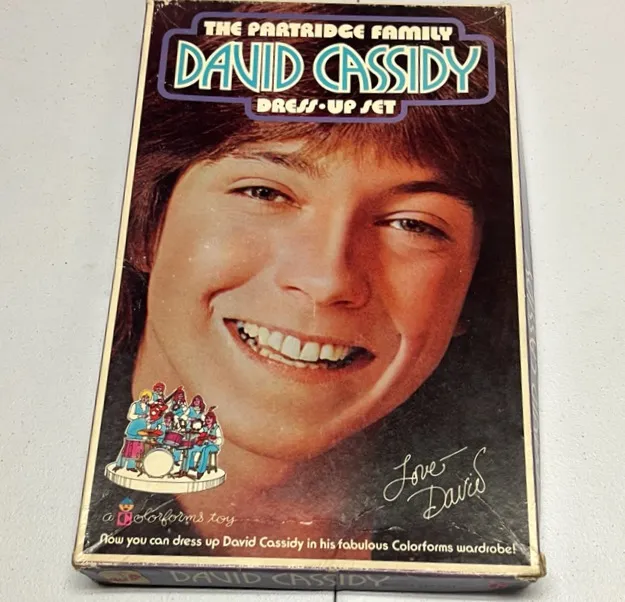 THE PARTRIDGE FAMILY
DAVID CASSIDY
DRESS·UP SET
Love
David
a Colorforms toy
Now you can dress up David Cassidy in his fabulous Colorforms wardrobe!
DAVID CASSIDY